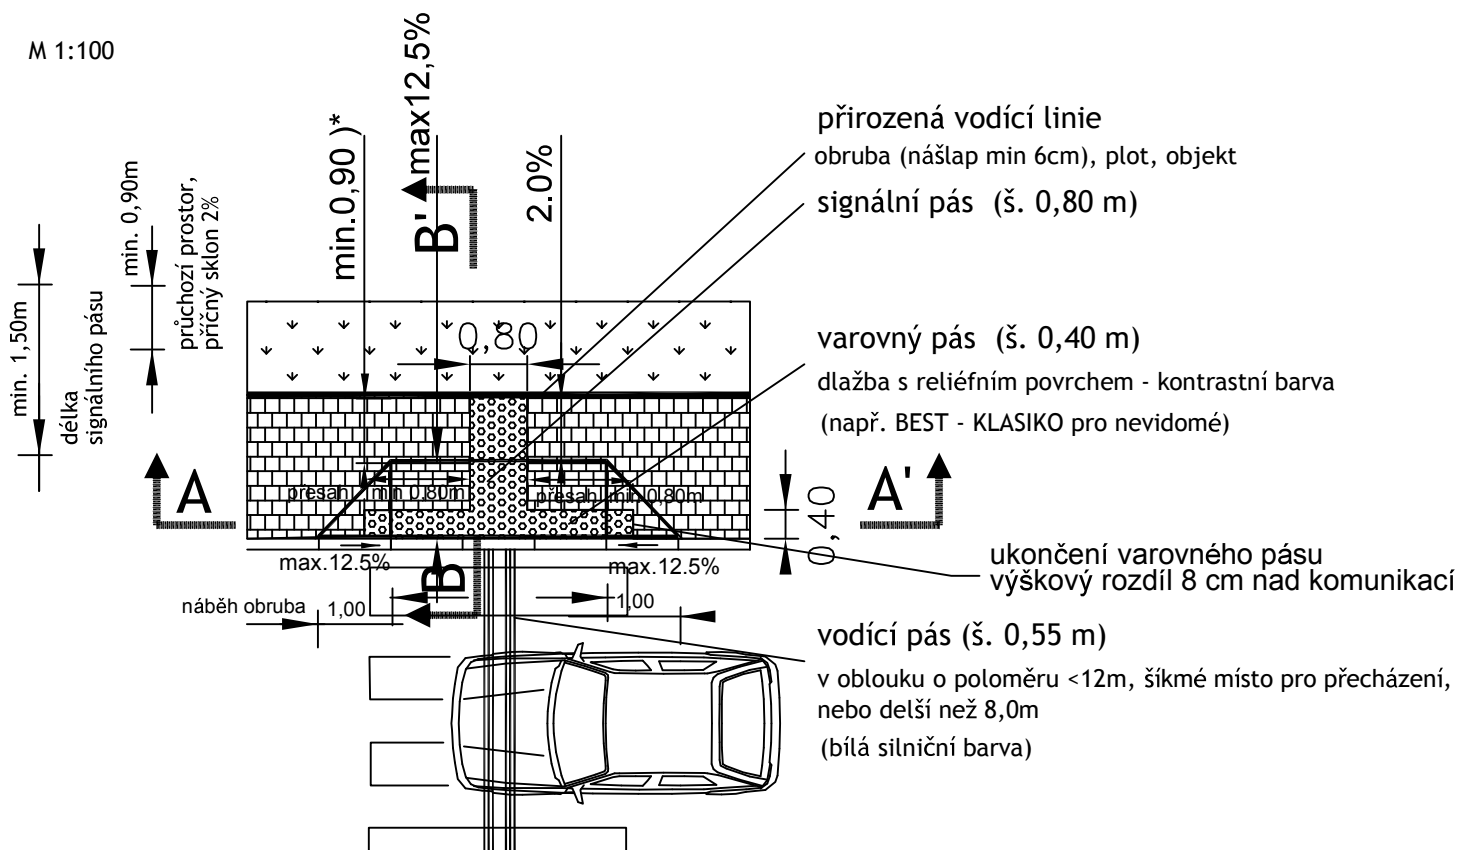 M 1:100
max12,5%
min.0,90 )*
B'
2.0%
min. 0,90m
průchozí prostor,
příčný sklon 2%
min. 1,50m
délka
signálního pásu
přirozená vodící linie
obruba (nášlap min 6cm), plot, objekt
signální pás (š. 0,80 m)
0,80
varovný pás (š. 0,40 m)
dlažba s reliéfním povrchem - kontrastní barva
(např. BEST - KLASIKO pro nevidomé)
A
přesah min 0.80m
přesah min 0,80m
A'
0,40
max.12.5%
B
max.12.5%
ukončení varovného pásu
výškový rozdíl 8 cm nad komunikací
náběh obruba
1,00
1,00
vodící pás (š. 0,55 m)
v oblouku o poloměru <12m, šíkmé místo pro přecházení,
nebo delší než 8,0m
(bílá silniční barva)